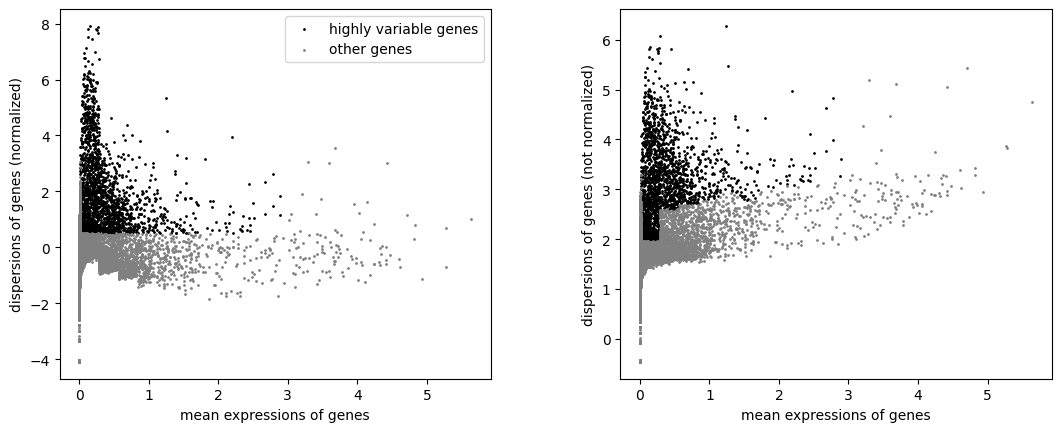 8
6
4
2
0
−2
−4
dispersions of genes (normalized)
highly variable genes
other genes
0 1 2 3 4 5
mean expressions of genes
6
5
4
3
2
1
0
dispersions of genes (not normalized)
0 1 2 3 4 5
mean expressions of genes